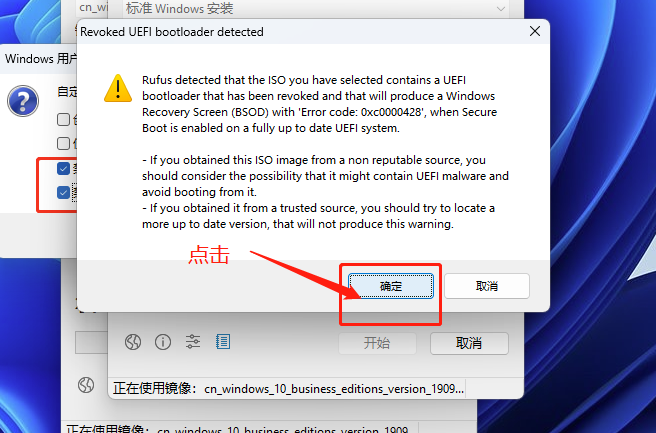 cn_w
标准 Windows 安装
Revoked UEFI bootloader detected
Windows 用户
自定
Rufus detected that the ISO you have selected contains a UEFI
bootloader that has been revoked and that will produce a Windows
Recovery Screen (BSOD) with 'Error code: 0xc0000428', when Secure
Boot is enabled on a fully up to date UEFI system.
- If you obtained this ISO image from a non reputable source, you
should consider the possibility that it might contain UEFI malware and
avoid booting from it.
- If you obtained it from a trusted source, you should try to locate a
more up to date version, that will not produce this warning.
点击
确定
取消
开始
取消
正在使用镜像: cn_windows_10_business_editions_version_1909...
正在使用镜像: cn_windows_10_business_editions_version_1909